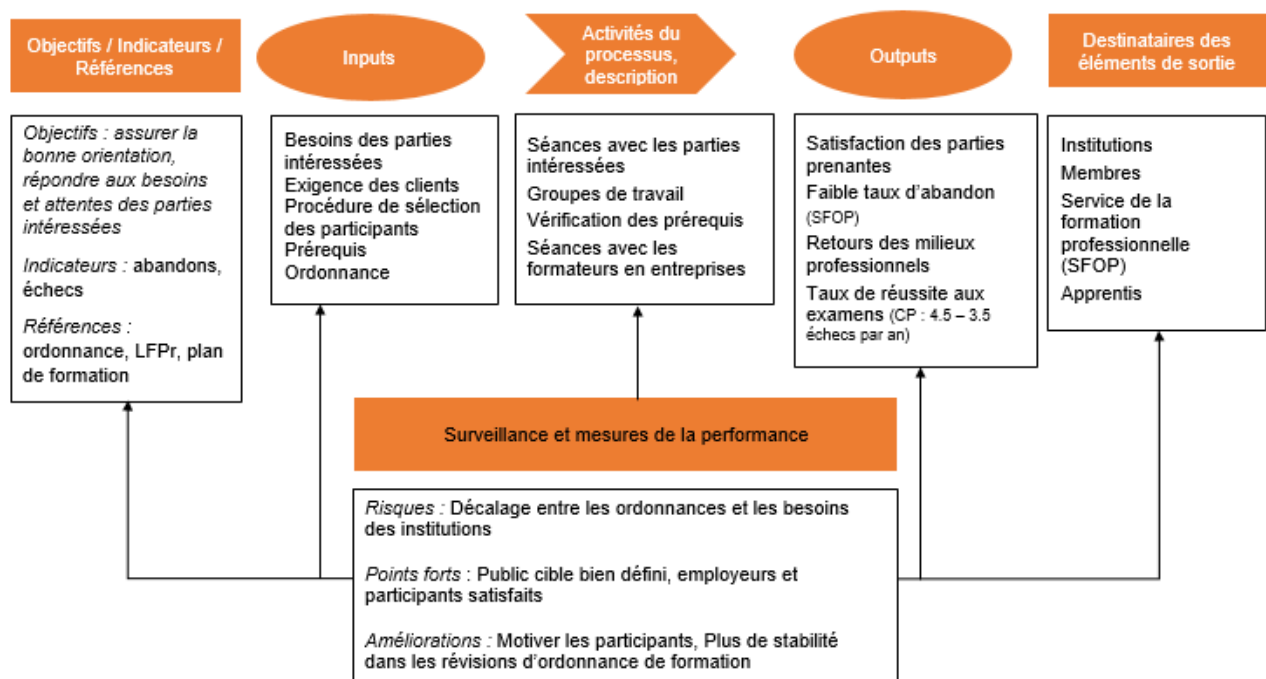 Objectifs / Indicateurs /
Références
Inputs
Activités du
processus,
description
Outputs
Destinataires des
éléments de sortie
Objectifs : assurer la
bonne orientation,
répondre aux besoins
et attentes des parties
intéressées
Indicateurs : abandons,
échecs
Références :
ordonnance, LFPr, plan
de formation
Besoins des parties
intéressées
Exigence des clients
Procédure de sélection
des participants
Prérequis
Ordonnance
Séances avec les parties
intéressées
Groupes de travail
Vérification des prérequis
Séances avec les
formateurs en entreprises
Satisfaction des parties
prenantes
Faible taux d’abandon
(SFOP)
Retours des milieux
professionnels
Taux de réussite aux
examens (CP : 4.5 – 3.5
échecs par an)
Institutions
Membres
Service de la
formation
professionnelle
(SFOP)
Apprentis
Surveillance et mesures de la performance
Risques : Décalage entre les ordonnances et les besoins
des institutions
Points forts : Public cible bien défini, employeurs et
participants satisfaits
Améliorations : Motiver les participants, Plus de stabilité
dans les révisions d’ordonnance de formation